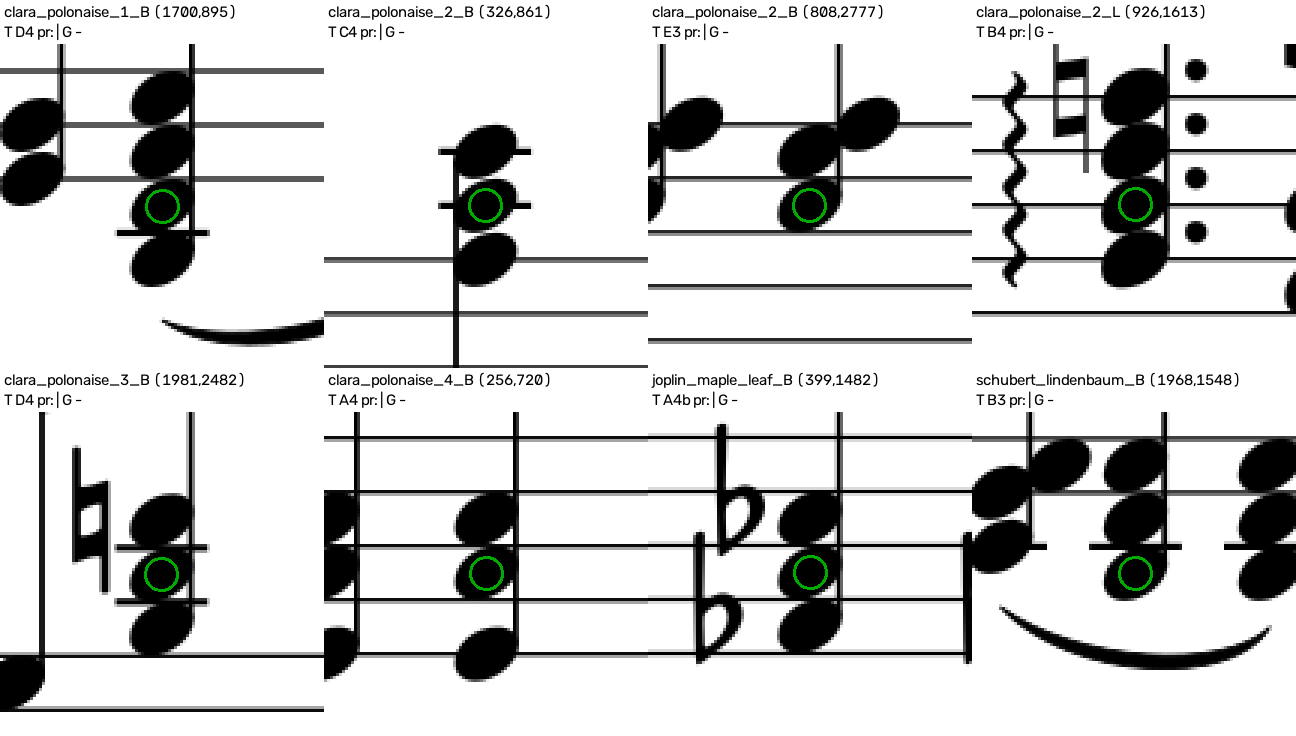 clara_polonaise_1_B (1700,895)
T D4 pr:|G -
clara_polonaise_2_B (326,861)
T C4 pr:|G -
clara_polonaise_2_B (808,2777)
T E3 pr:|G -
clara_polonaise_2_L (926,1613)
T B4 pr:|G -
clara_polonaise_3_B (1981,2482)
T D4 pr:|G -
clara_polonaise_4_B (256,720)
T A4 pr:|G -
joplin_maple_leaf_B (399,1482)
T A4b pr:|G -
schubert_lindenbaum_B (1968,1548)
T B3 pr:|G -